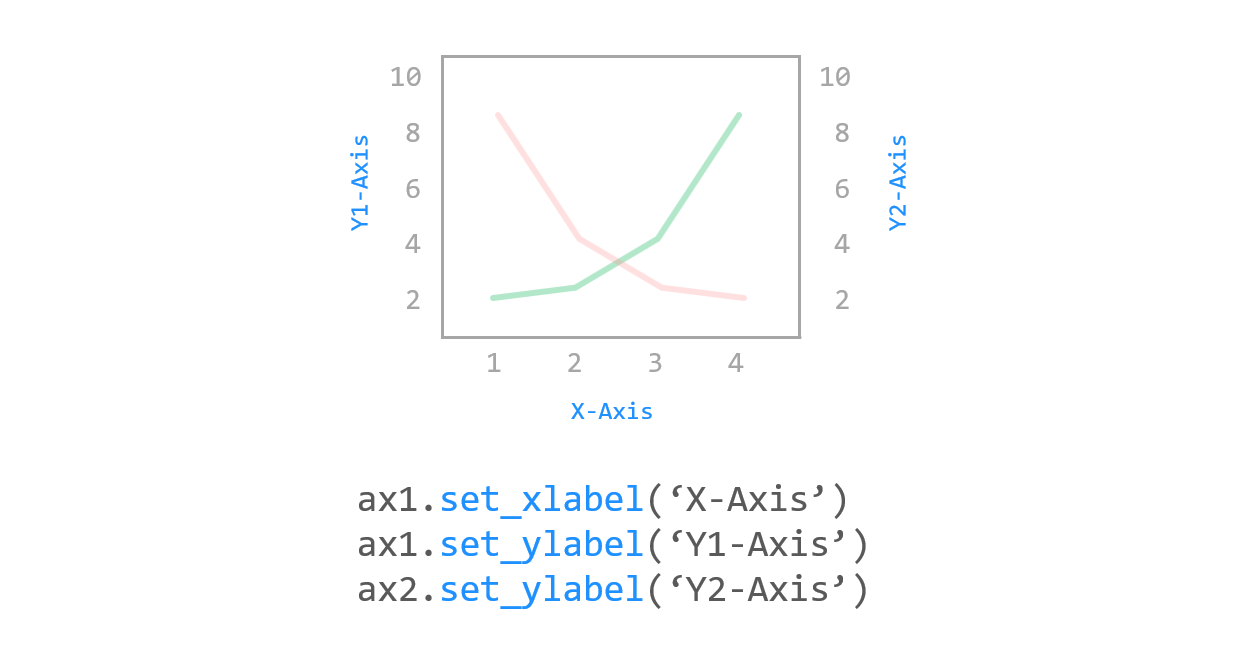 10
10
8
8
6
6
4
4
2
2
Y1-Axis
Y2-Axis
1 2 3 4
X-Axis
ax1.set_xlabel(‘X-Axis’)
ax1.set_ylabel(‘Y1-Axis’)
ax2.set_ylabel(‘Y2-Axis’)